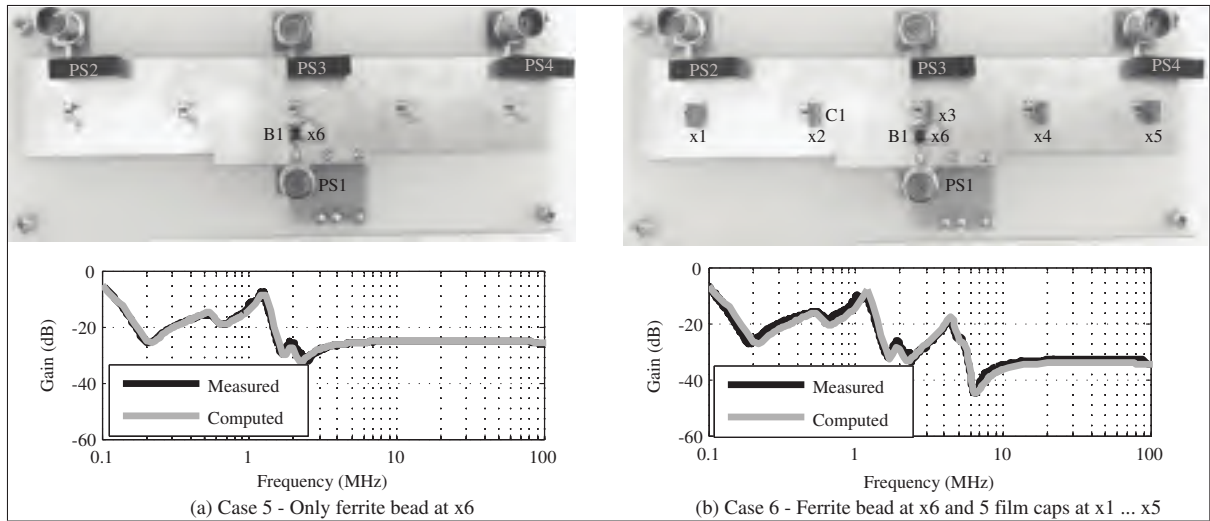 PS2 PS3 PS4
B1 x6
PS1
0
-20
-40
-60
Gain (dB)
Measured
Computed
0.1 1 10 100
Frequency (MHz)
(a) Case 5 - Only ferrite bead at x6
PS2 PS3 PS4
x1 x2 C1 x3 x4 x5
B1 x6
PS1
0
-20
-40
-60
Gain (dB)
Measured
Computed
0.1 1 10 100
Frequency (MHz)
(b) Case 6 - Ferrite bead at x6 and 5 film caps at x1 ... x5